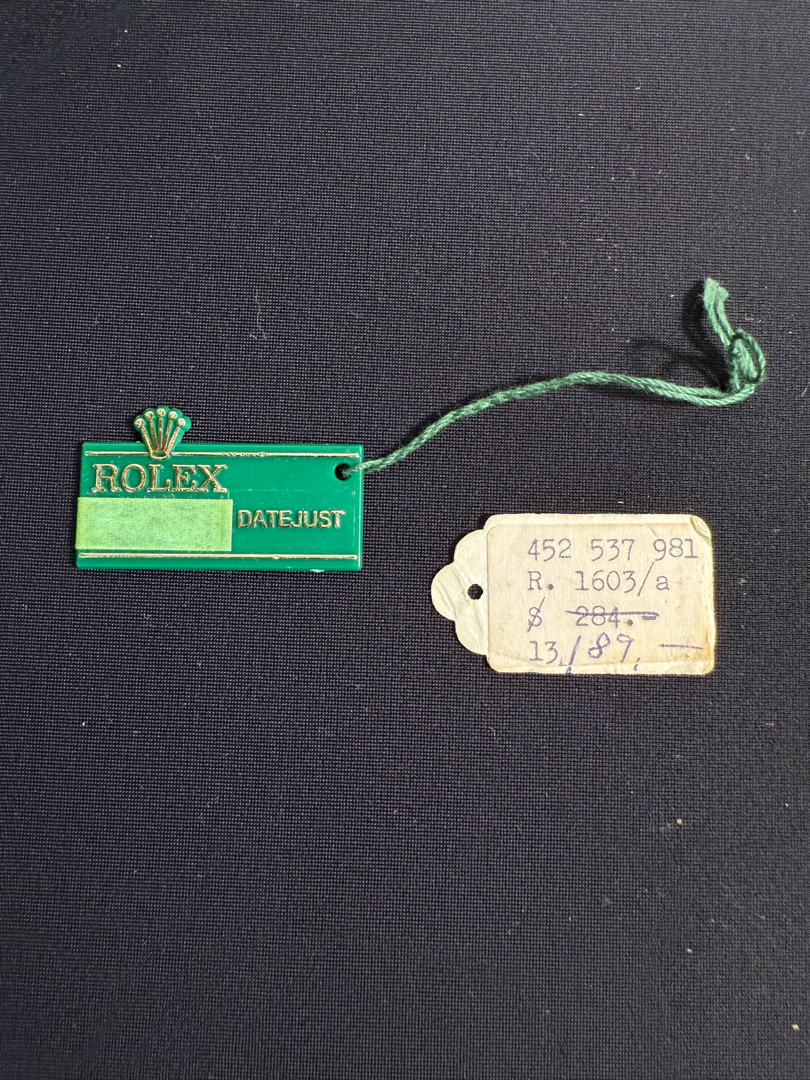 ROLEX
DATEJUST
452 537 981
R. 1603/a
$ 284.-
13/89,—